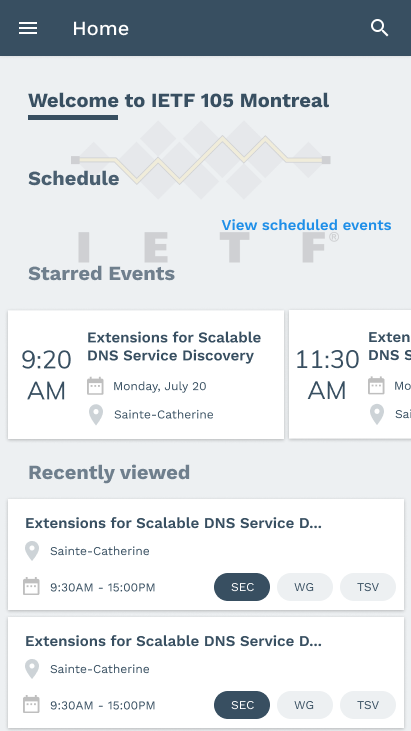 Home
Welcome to IETF 105 Montreal
Schedule
View scheduled events
I E T F®
Starred Events
9:20
AM
Extensions for Scalable
DNS Service Discovery
Monday, July 20
Sainte-Catherine
11:30
AM
Exten
DNS S
Mo
Sai
Recently viewed
Extensions for Scalable DNS Service D...
Sainte-Catherine
9:30AM - 15:00PM
SEC
WG
TSV
Extensions for Scalable DNS Service D...
Sainte-Catherine
9:30AM - 15:00PM
SEC
WG
TSV